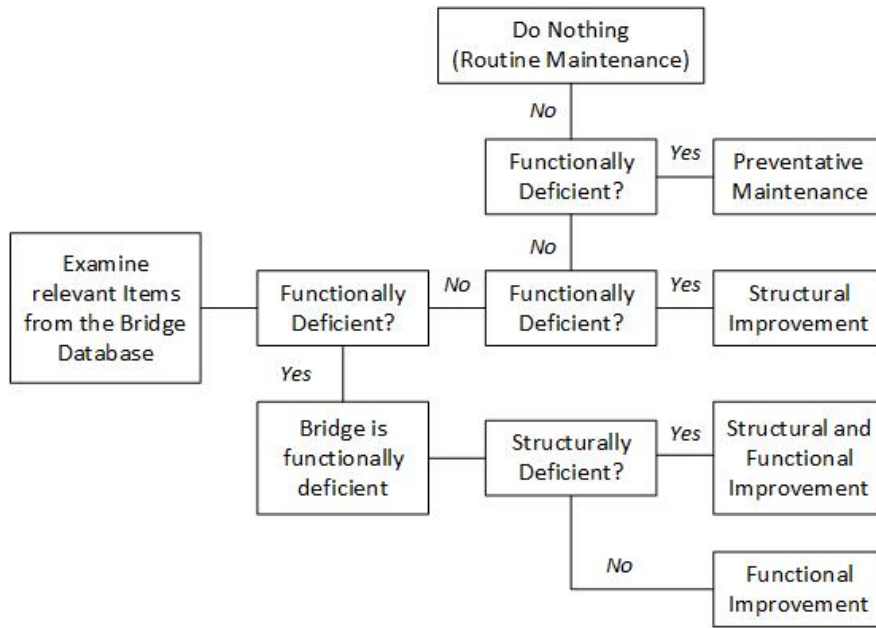 Do Nothing
(Routine Maintenance)
No
Functionally
Deficient?
Yes
Preventative
Maintenance
No
Examine
relevant Items
from the Bridge
Database
Functionally
Deficient?
No
Functionally
Deficient?
Yes
Structural
Improvement
Yes
Bridge is
functionally
deficient
Structurally
Deficient?
Yes
Structural and
Functional
Improvement
No
Functional
Improvement